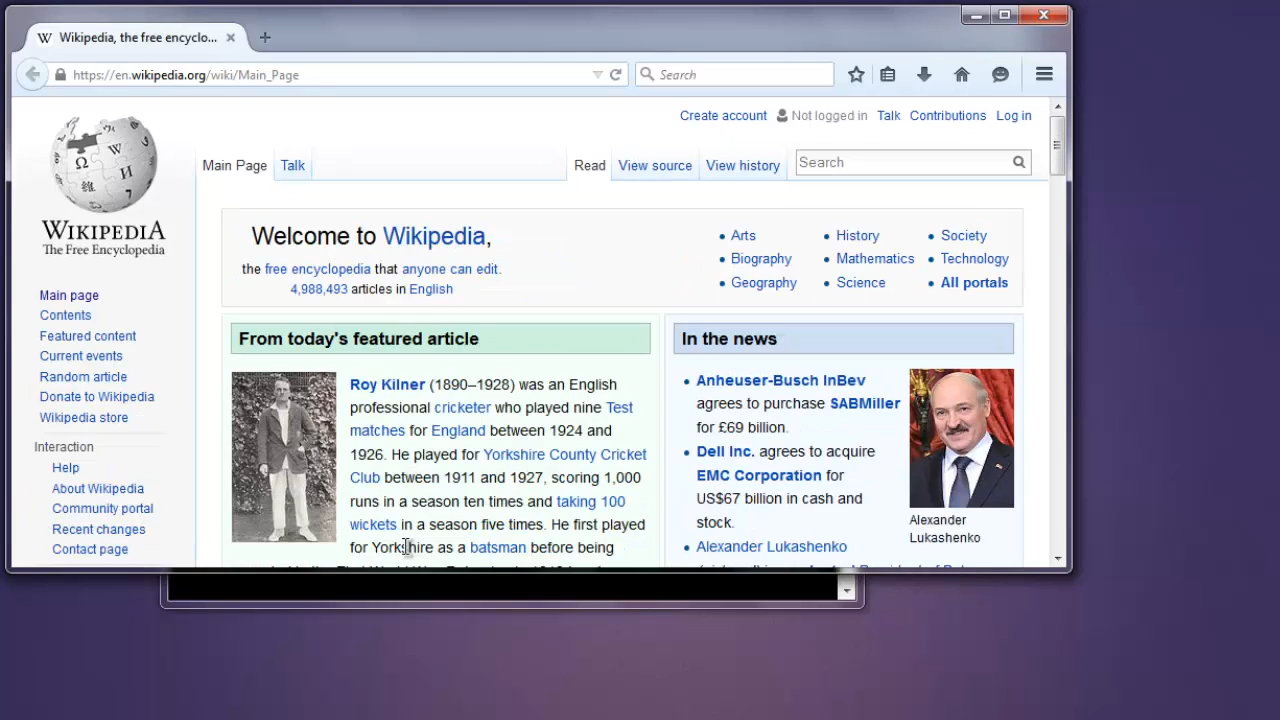 Wikipedia, the free encyclo...
https://en.wikipedia.org/wiki/Main_Page
Search
Create account Not logged in Talk Contributions Log in
Main Page Talk Read View source View history Search
WIKIPEDIA
The Free Encyclopedia
Main page
Contents
Featured content
Current events
Random article
Donate to Wikipedia
Wikipedia store
Interaction
Help
About Wikipedia
Community portal
Recent changes
Contact page
Welcome to Wikipedia,
the free encyclopedia that anyone can edit.
4,988,493 articles in English
Arts
Biography
Geography
History
Mathematics
Science
Society
Technology
All portals
From today's featured article
Roy Kilner (1890–1928) was an English
professional cricketer who played nine Test
matches for England between 1924 and
1926. He played for Yorkshire County Cricket
Club between 1911 and 1927, scoring 1,000
runs in a season ten times and taking 100
wickets in a season five times. He first played
for Yorkshire as a batsman before being
In the news
Anheuser-Busch InBev
agrees to purchase SABMiller
for £69 billion.
Dell Inc. agrees to acquire
EMC Corporation for
US$67 billion in cash and
stock.
Alexander Lukashenko
Alexander
Lukashenko